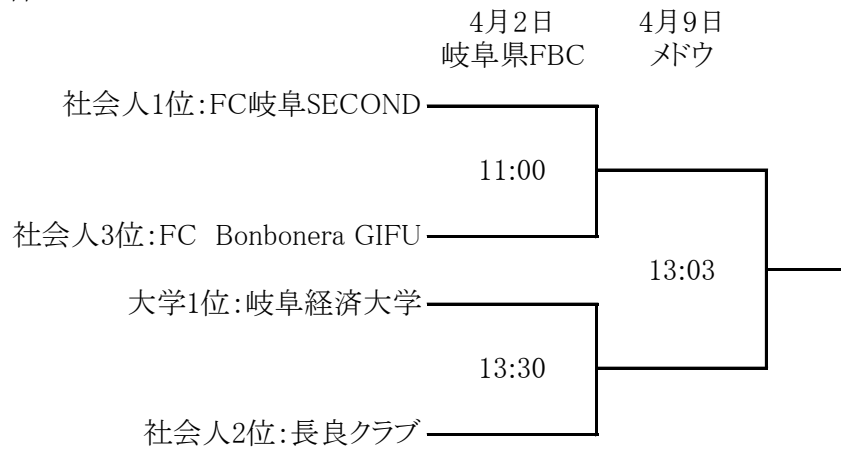 4月2日 4月9日
岐阜県FBC メドウ
社会人1位:FC岐阜SECOND
11:00
社会人3位:FC Bonbonera GIFU
13:03
大学1位:岐阜経済大学
13:30
社会人2位:長良クラブ